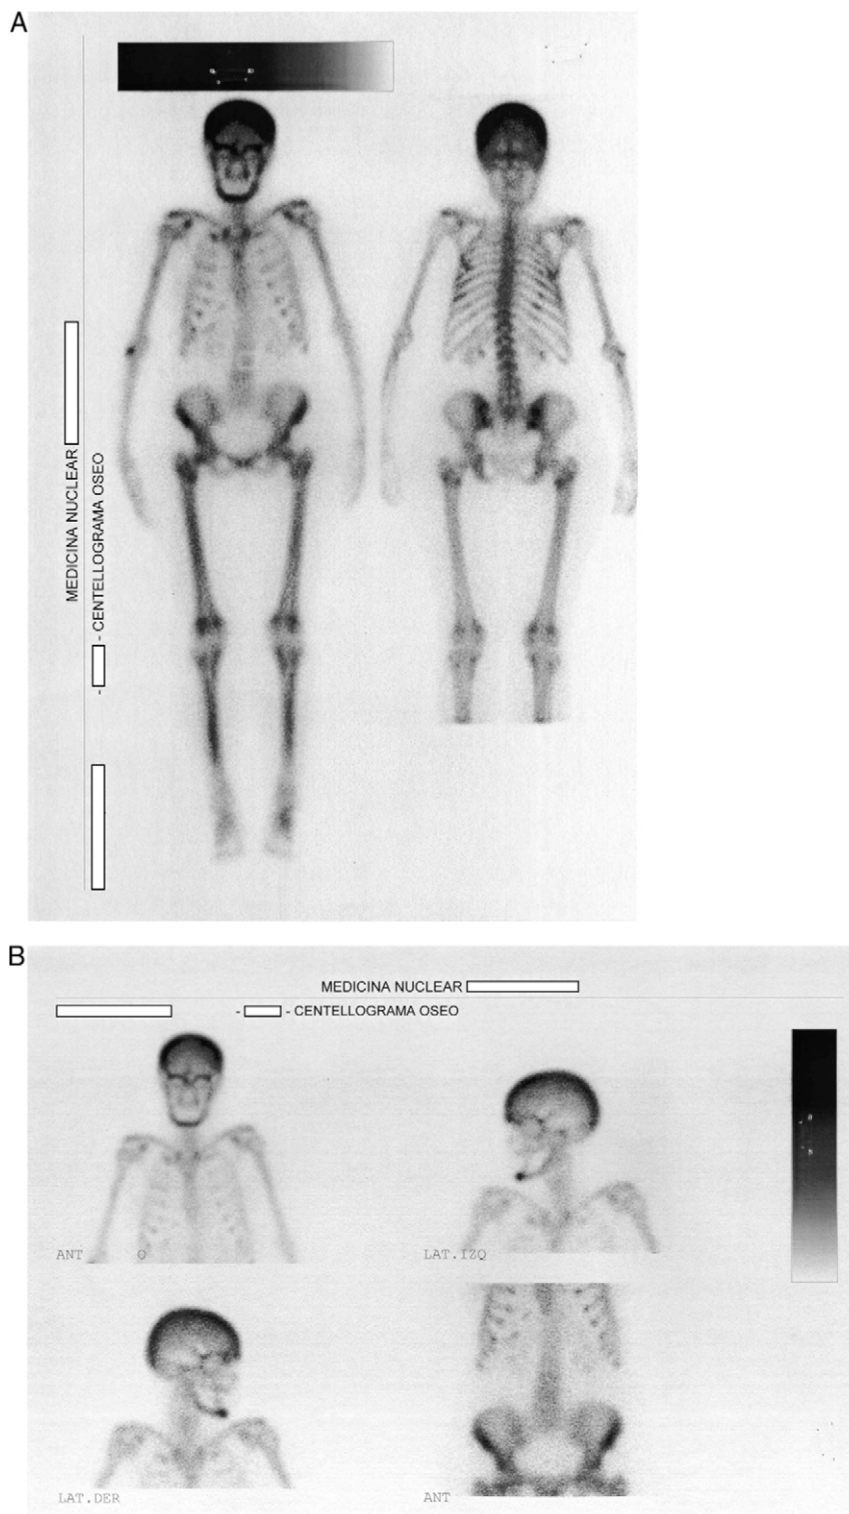 A
MEDICINA NUCLEAR
- - CENTELLOGRAMA OSEO
B
MEDICINA NUCLEAR
- - CENTELLOGRAMA OSEO
ANT
LAT.IZQ
LAT.DER
ANT